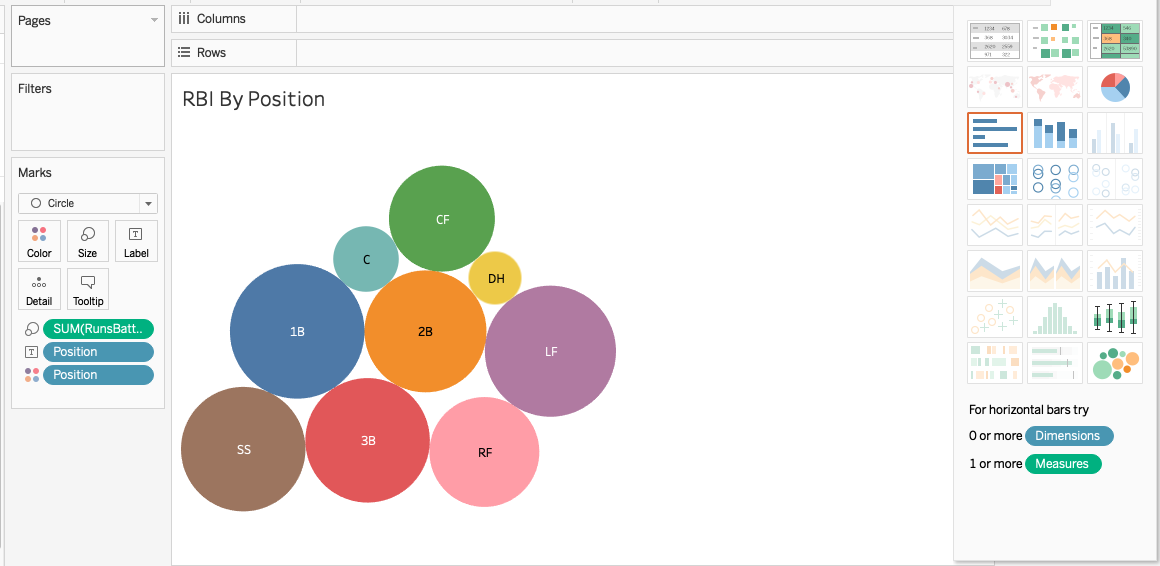 Pages
Columns
Rows
Filters
RBI By Position
Marks
Circle
Color
Size
Label
Detail
Tooltip
SUM(RunsBatt..
Position
Position
CF
C
DH
1B
2B
LF
SS
3B
RF
For horizontal bars try
0 or more Dimensions
1 or more Measures